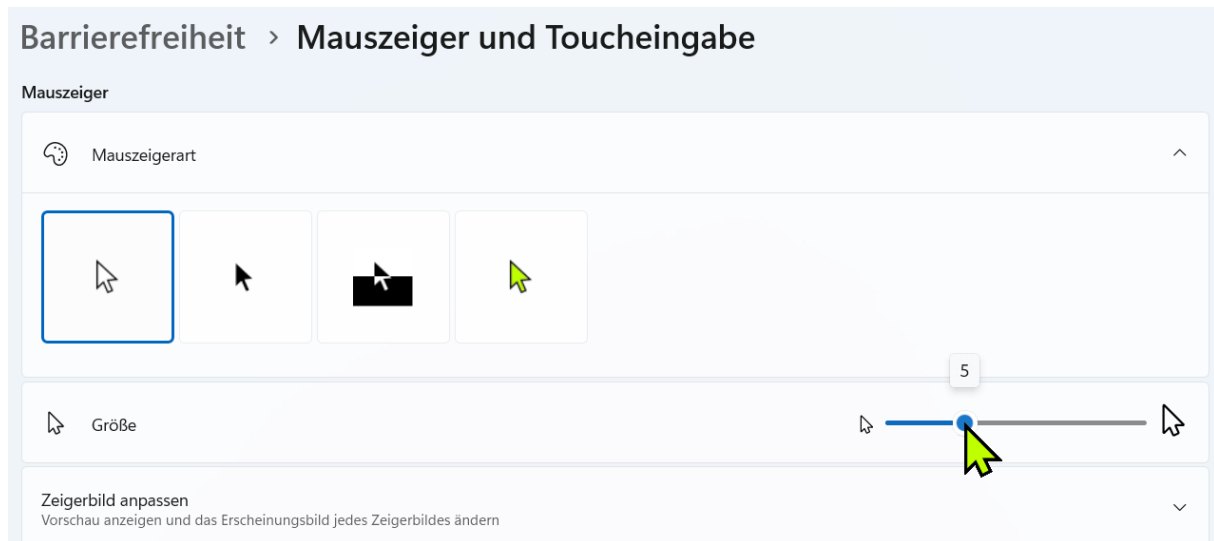 Barrierefreiheit > Mauszeiger und Toucheingabe
Mauszeiger
Mauszeigerart
5
Größe
Zeigerbild anpassen
Vorschau anzeigen und das Erscheinungsbild jedes Zeigerbildes ändern